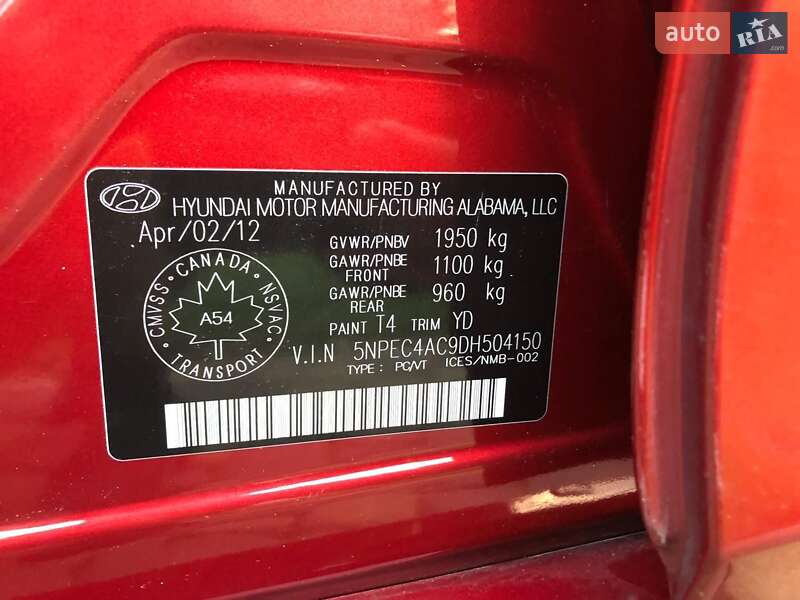 auto RIA.com
MANUFACTURED BY
HYUNDAI MOTOR MANUFACTURING ALABAMA, LLC
Apr/02/12
GVWR/PNBV 1950 kg
GAWR/PNBE FRONT 1100 kg
GAWR/PNBE REAR 960 kg
PAINT T4 TRIM YD
CMVSS • CANADA • NSVAC
A54
TRANSPORT
V.I.N 5NPEC4AC9DH504150
TYPE : PC/VT ICES/NMB-002